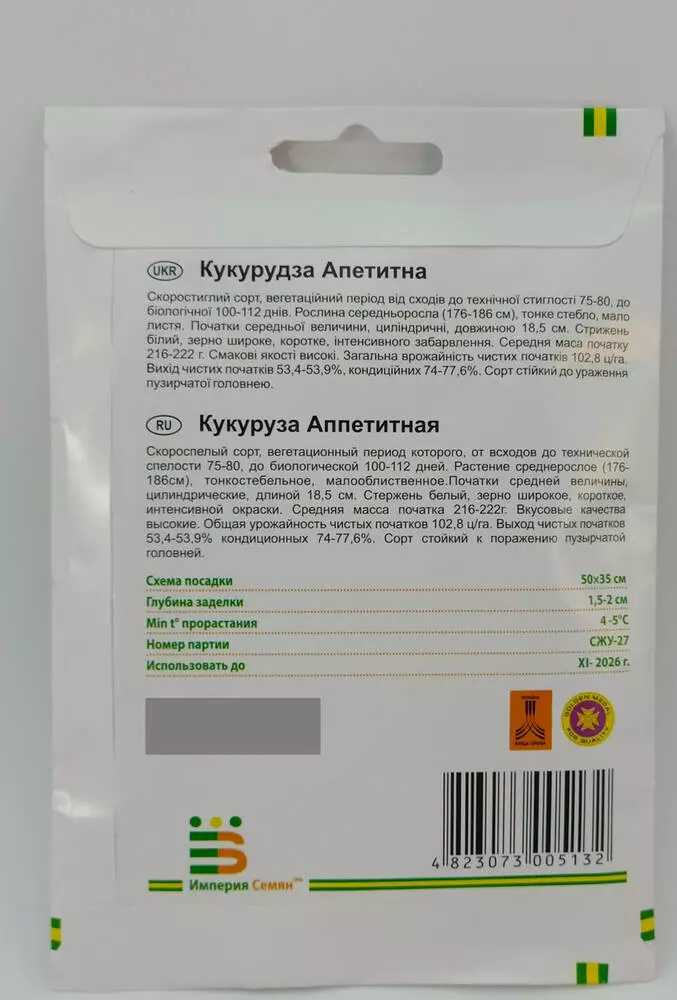 UKR Кукурудза Апетитна
Скоростиглий сорт, вегетаційний період від сходів до технічної стиглості 75-80, до
біологічної 100-112 днів. Рослина середньоросла (176-186 см), тонке стебло, мало
листя. Початки середньої величини, циліндричні, довжиною 18,5 см. Стрижень
білий, зерно широке, коротке, інтенсивного забарвлення. Середня маса початку
216-222 г. Смакові якості високі. Загальна врожайність чистих початків 102,8 ц/га.
Вихід чистих початків 53,4-53,9%, кондиційних 74-77,6%. Сорт стійкий до ураження
пузирчатої головнею.
RU Кукуруза Аппетитная
Скороспелый сорт, вегетационный период которого, от всходов до технической
спелости 75-80, до биологической 100-112 дней. Растение среднерослое (176-
186см), тонкостебельное, малооблиственное.Початки средней величины,
цилиндрические, длиной 18,5 см. Стержень белый, зерно широкое, короткое,
интенсивной окраски. Средняя масса початка 216-222г. Вкусовые качества
высокие. Общая урожайность чистых початков 102,8 ц/га. Выход чистых початков
53,4-53,9% кондиционных 74-77,6%. Сорт стойкий к поражению пузырчатой
головней.
Схема посадки 50х35 см
Глубина заделки 1,5-2 см
Min t° прорастания 4 -5°С
Номер партии СЖУ-27
Использовать до XI- 2026 г.
GOLDEN MEDAL
FOR QUALITY
4 823073 005132
Империя Семян